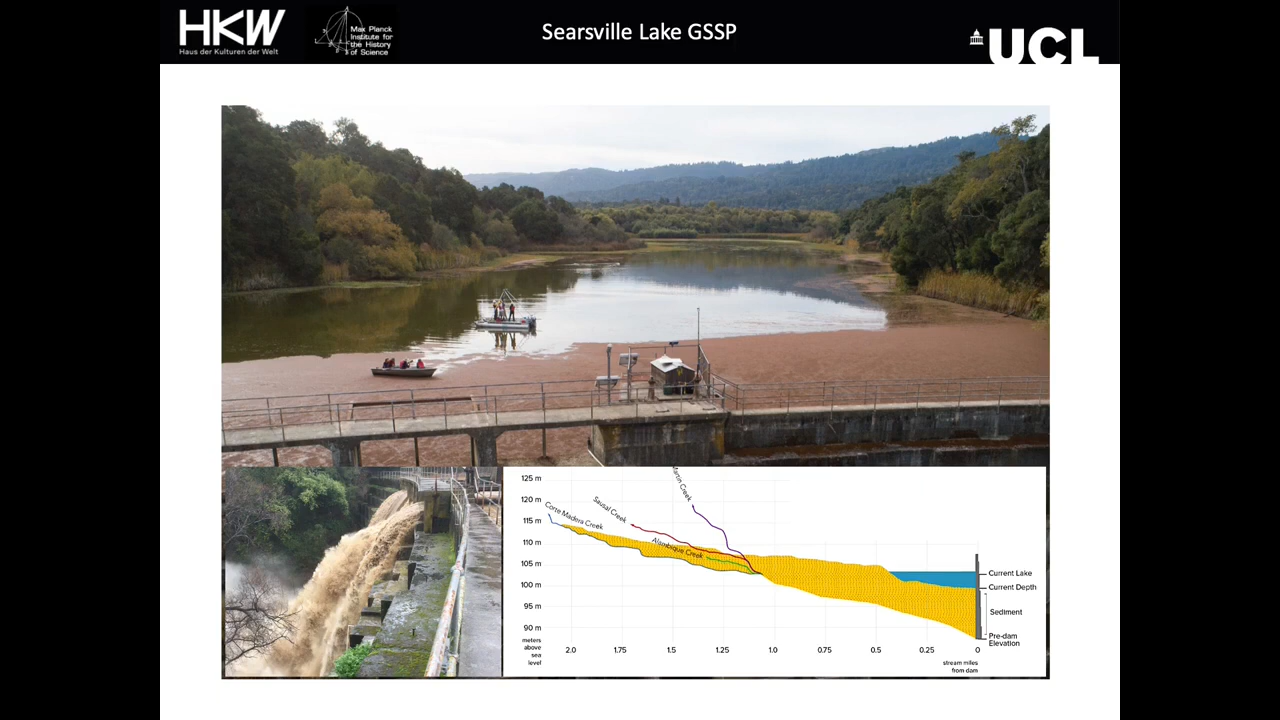 HKW
Haus der Kulturen der Welt
Max Planck
Institute for
the History
of Science
Searsville Lake GSSP
UCL
125 m
120 m
115 m
110 m
105 m
100 m
95 m
90 m
meters
above
sea
level
Corre Madera Creek
Sausal Creek
Martin Creek
Alambique Creek
Current Lake
Current Depth
Sediment
Pre-dam
Elevation
2.0 1.75 1.5 1.25 1.0 0.75 0.5 0.25 0
stream miles
from dam